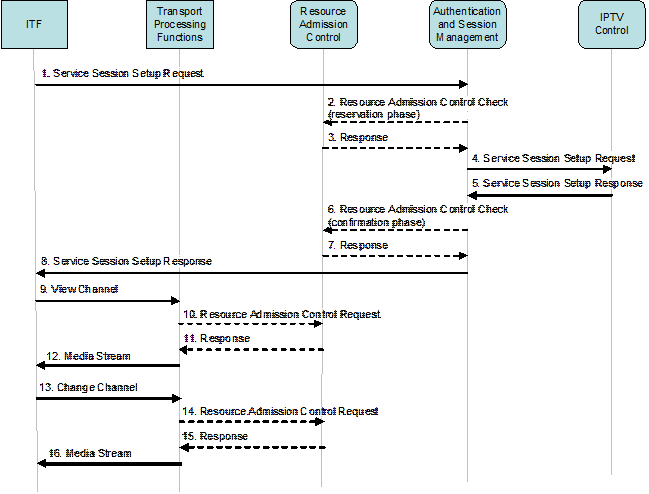 ITF
Transport
Processing
Functions
Resource
Admission
Control
Authentication
and Session
Management
IPTV
Control
1. Service Session Setup Request
2. Resource Admission Control Check
(reservation phase)
3. Response
4. Service Session Setup Request
5. Service Session Setup Response
6. Resource Admission Control Check
(confirmation phase)
7. Response
8. Service Session Setup Response
9. View Channel
10. Resource Admission Control Request
11. Response
12. Media Stream
13. Change Channel
14. Resource Admission Control Request
15. Response
16. Media Stream